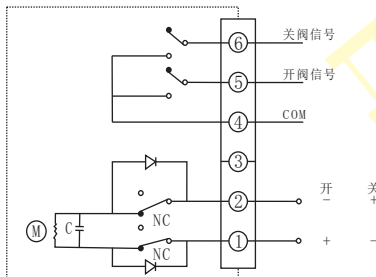 ⑥ 关阀信号
⑤ 开阀信号
④ COM
③
② 开 关
- +
M C NC
① + -
NC